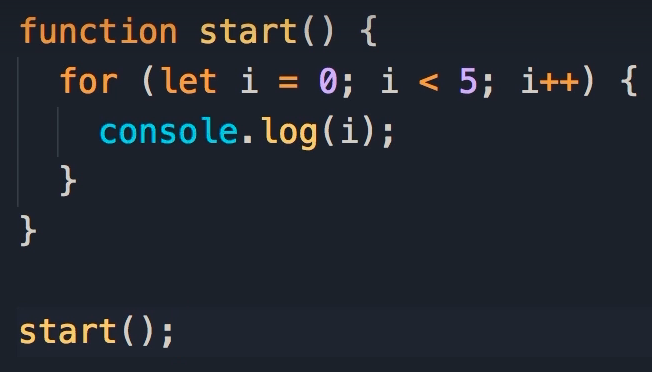 function start() {
  for (let i = 0; i < 5; i++) {
    console.log(i);
  }
}

start();